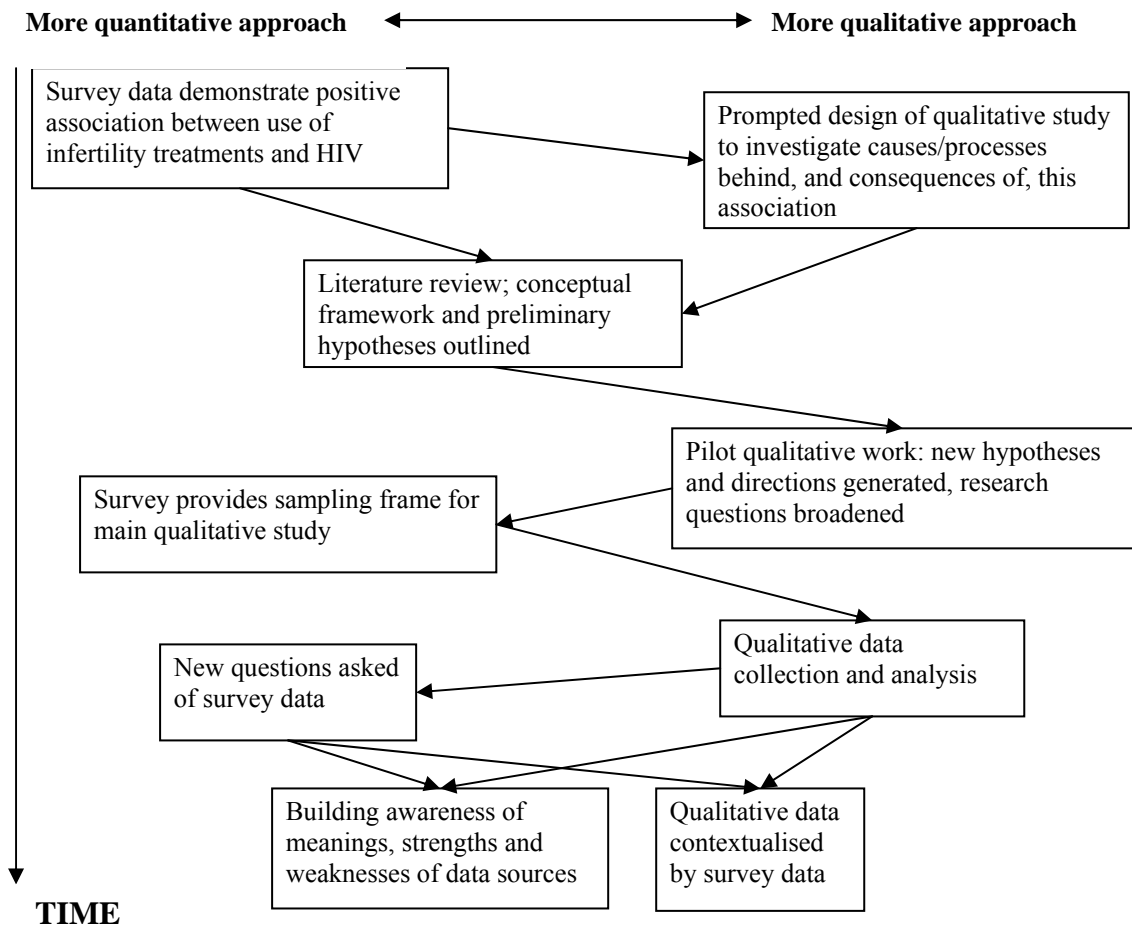 More quantitative approach
More qualitative approach
Survey data demonstrate positive
association between use of
infertility treatments and HIV
Prompted design of qualitative study
to investigate causes/processes
behind, and consequences of, this
association
Literature review; conceptual
framework and preliminary
hypotheses outlined
Pilot qualitative work: new hypotheses
and directions generated, research
questions broadened
Survey provides sampling frame for
main qualitative study
Qualitative data
collection and analysis
New questions asked
of survey data
Building awareness of
meanings, strengths and
weaknesses of data sources
Qualitative data
contextualised
by survey data
TIME